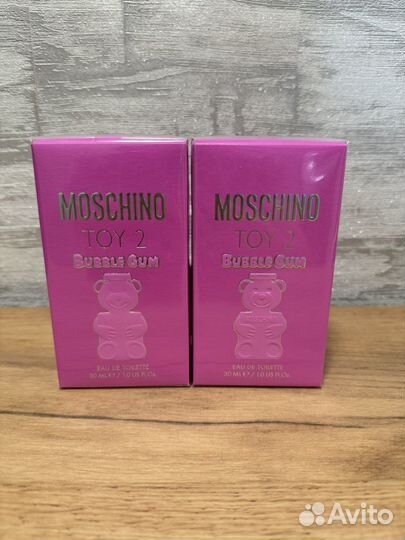 MOSCHINO
TOY 2
BUBBLE GUM
EAU DE TOILETTE
30 ML ℮ / 1.0 US Fl. Oz.
MOSCHINO
TOY 2
BUBBLE GUM
MOSCHINO
EAU DE TOILETTE
30 ML ℮ / 1.0 US Fl. Oz.
Avito